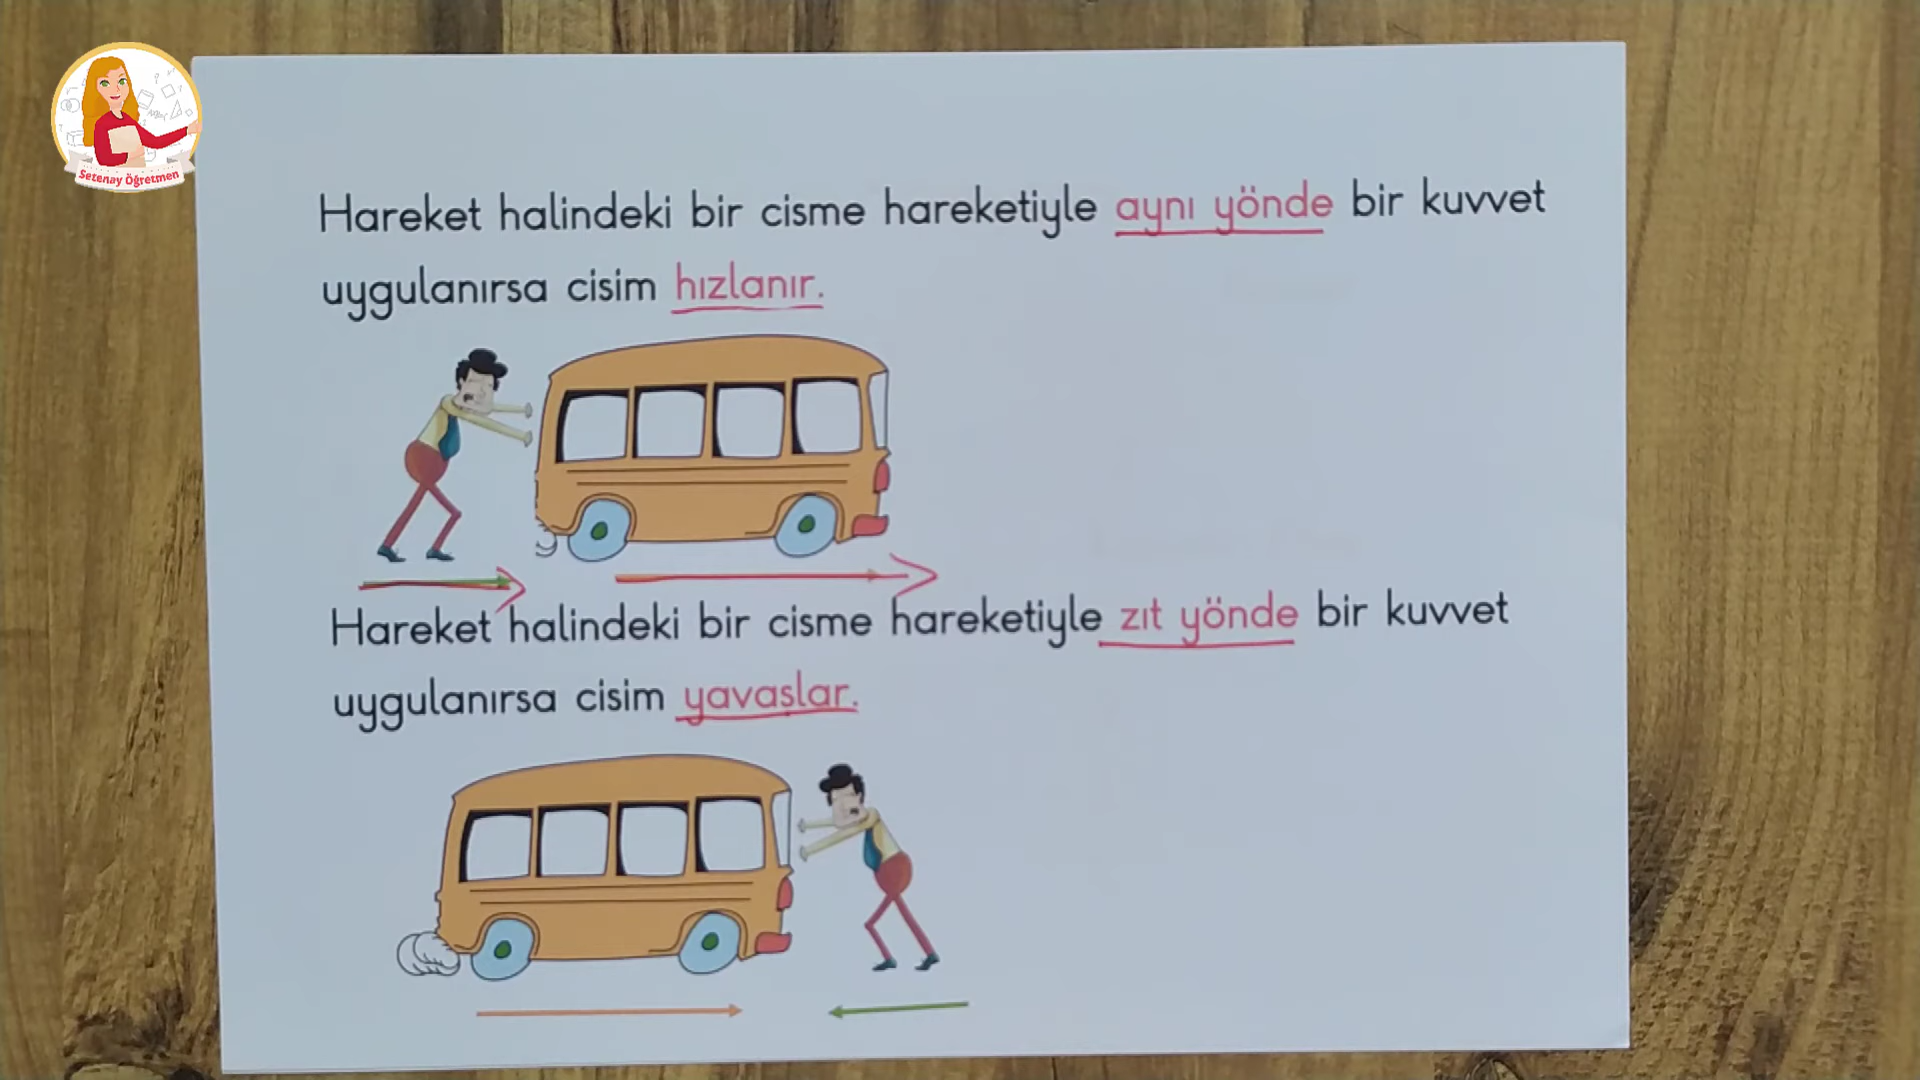 Setenay Öğretmen
Hareket halindeki bir cisme hareketiyle aynı yönde bir kuvvet
uygulanırsa cisim hızlanır.
Hareket halindeki bir cisme hareketiyle zıt yönde bir kuvvet
uygulanırsa cisim yavaslar.